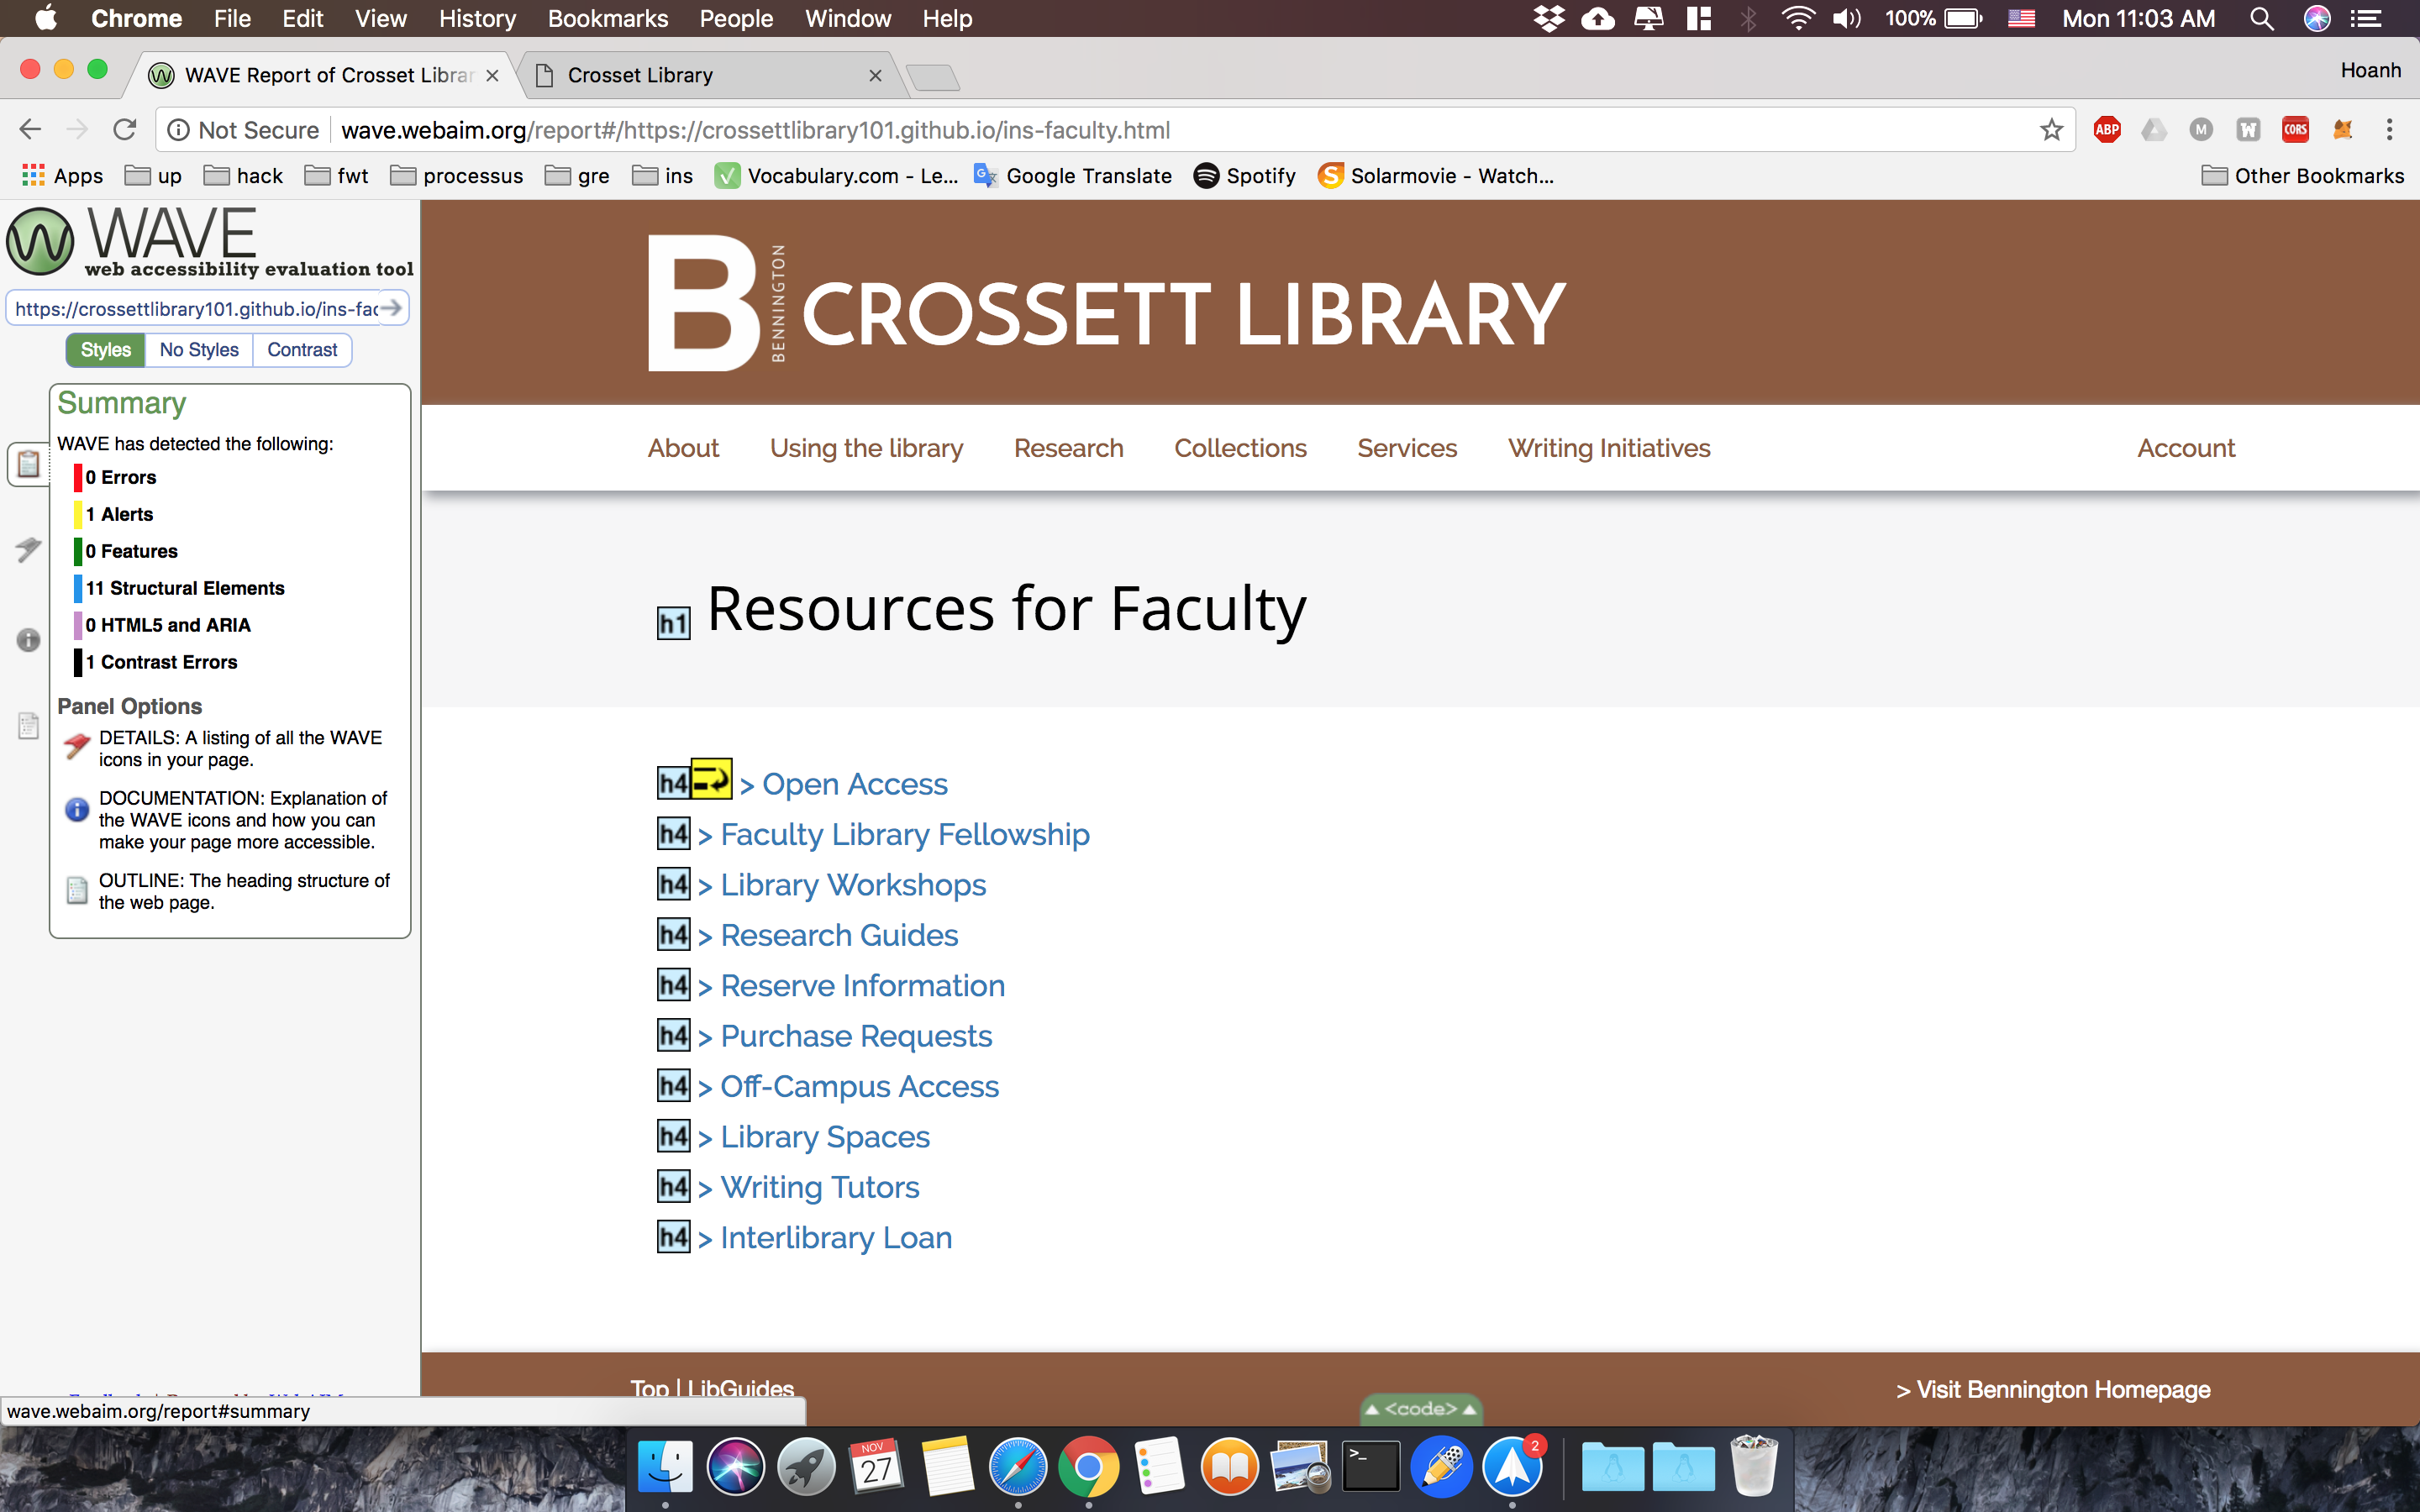 Chrome File Edit View History Bookmarks People Window Help 100% Mon 11:03 AM
WAVE Report of Crosset Librar Crosset Library Hoanh
Not Secure wave.webaim.org/report#/https://crossettlibrary101.github.io/ins-faculty.html ABP M W CORS
Apps up hack fwt processus gre ins Vocabulary.com - Le... Google Translate Spotify Solarmovie - Watch... Other Bookmarks
WAVE
web accessibility evaluation tool
https://crossettlibrary101.github.io/ins-fac
Styles No Styles Contrast
Summary
WAVE has detected the following:
0 Errors
1 Alerts
0 Features
11 Structural Elements
0 HTML5 and ARIA
1 Contrast Errors
Panel Options
DETAILS: A listing of all the WAVE
icons in your page.
DOCUMENTATION: Explanation of
the WAVE icons and how you can
make your page more accessible.
OUTLINE: The heading structure of
the web page.
wave.webaim.org/report#summary
B BENNINGTON CROSSETT LIBRARY
About Using the library Research Collections Services Writing Initiatives Account
h1 Resources for Faculty
h4 > Open Access
h4 > Faculty Library Fellowship
h4 > Library Workshops
h4 > Research Guides
h4 > Reserve Information
h4 > Purchase Requests
h4 > Off-Campus Access
h4 > Library Spaces
h4 > Writing Tutors
h4 > Interlibrary Loan
Top | LibGuides > Visit Bennington Homepage
<code>
NOV
27
2